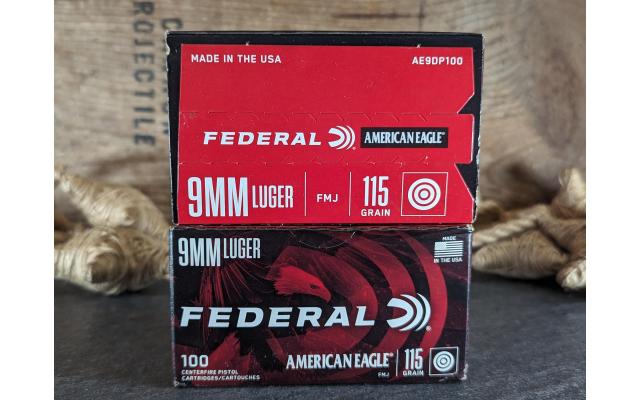 PROJECTILE
MADE IN THE USA
AE9DP100
FEDERAL
AMERICAN EAGLE
9MM LUGER
FMJ
115
GRAIN
9MM LUGER
MADE
IN THE USA
FEDERAL
100
CENTERFIRE PISTOL
CARTRIDGES/CARTOUCHES
AMERICAN EAGLE
FMJ
115
GRAIN